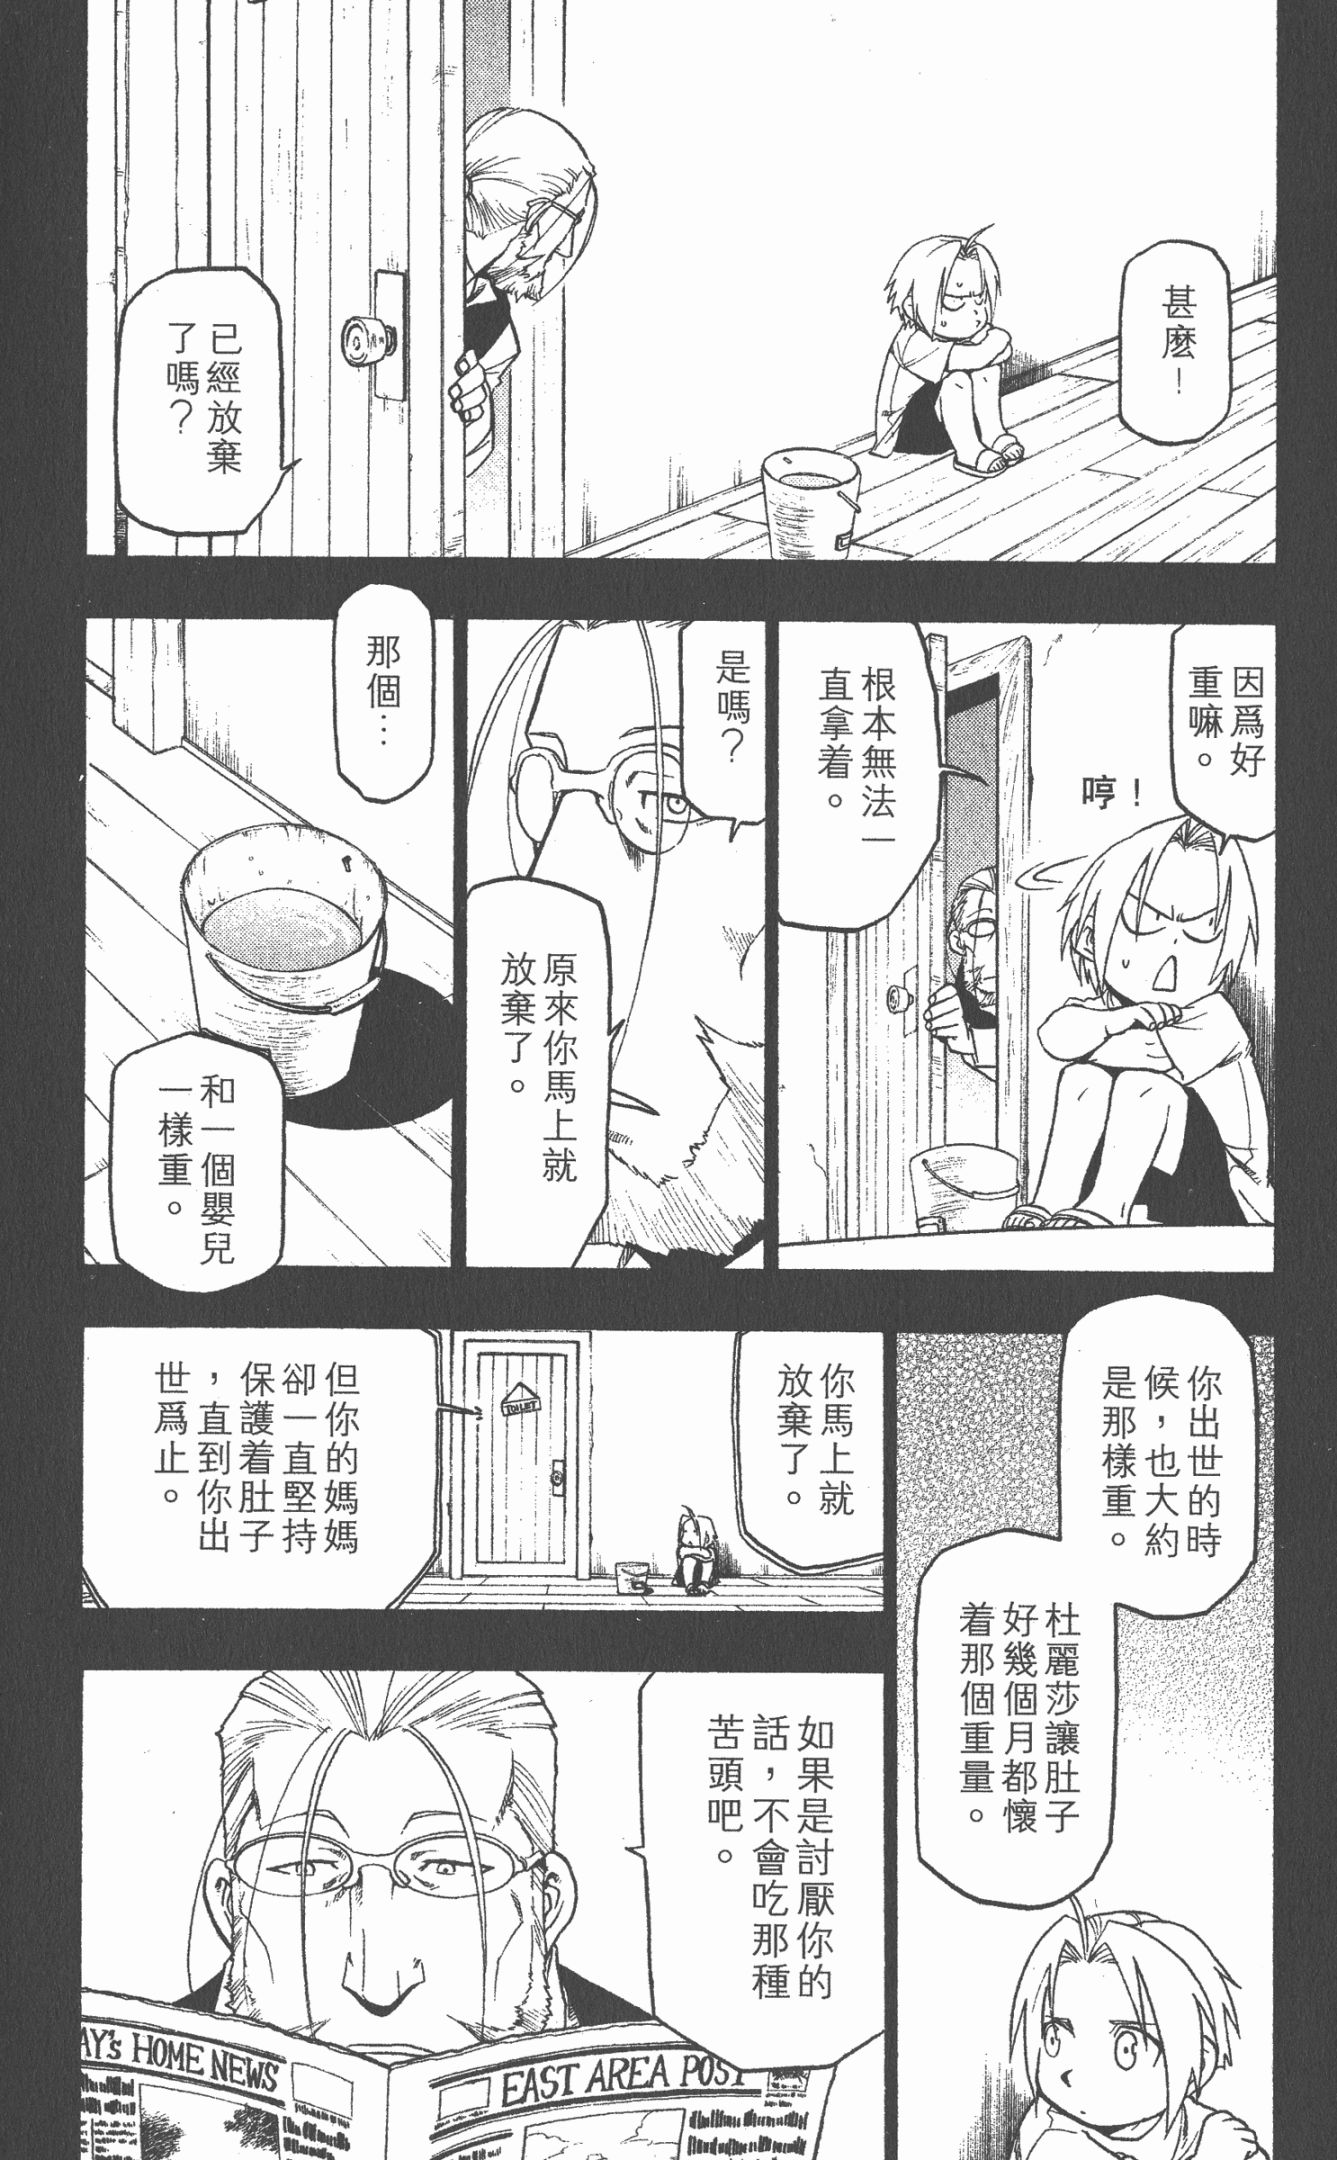 甚麽！
已經放棄
了嗎？
因爲好
重嘛。
哼！
根本無法一
直拿着。
是嗎？
原來你馬上就
放棄了。
那個…
和一個嬰兒
一樣重。
你出世的時
候，也大約
是那樣重。
杜麗莎讓肚子
好幾個月都懷
着那個重量。
你馬上就
放棄了。
TOILET
但你的媽媽
卻一直堅持
保護着肚子
，直到你出
世爲止。
如果是討厭你的
話，不會吃那種
苦頭吧。
AY's HOME NEWS
EAST AREA POST